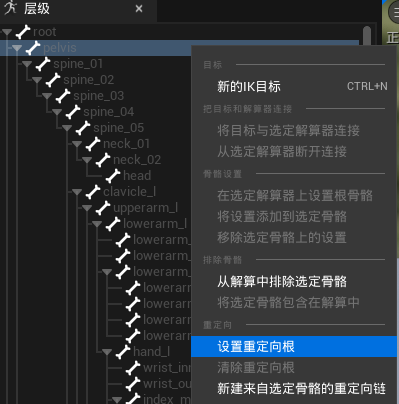 层级
root
pelvis
spine_01
spine_02
spine_03
spine_04
spine_05
neck_01
neck_02
head
clavicle_l
upperarm_l
lowerarm_l
lowerarm_
lowerarm_
lowerarm_
lowerarm_
lowerarm_
lowerarm_
lowerarm_
hand_l
wrist_inn
wrist_ou
index_m
目标
新的IK目标 CTRL+N
把目标和解算器连接
将目标与选定解算器连接
从选定解算器断开连接
骨骼设置
在选定解算器上设置根骨骼
将设置添加到选定骨骼
移除选定骨骼上的设置
排除骨骼
从解算中排除选定骨骼
将选定骨骼包含在解算中
重定向
设置重定向根
清除重定向根
新建来自选定骨骼的重定向链
正